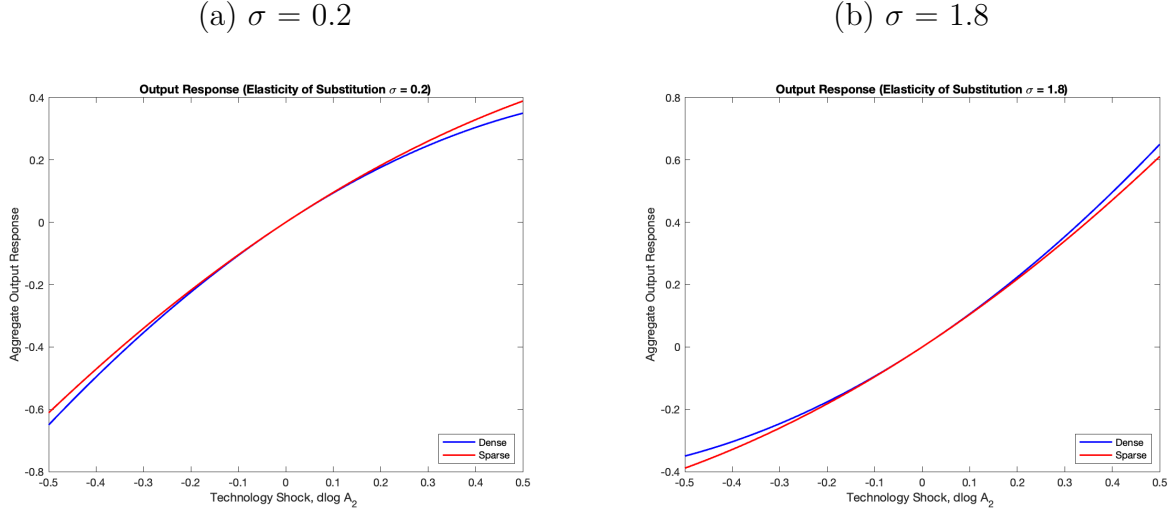 (a) σ = 0.2
(b) σ = 1.8
Output Response (Elasticity of Substitution σ = 0.2)
Aggregate Output Response
0.4
0.2
0
-0.2
-0.4
-0.6
-0.8
-0.5 -0.4 -0.3 -0.2 -0.1 0 0.1 0.2 0.3 0.4 0.5
Technology Shock, dlog A₂
Dense
Sparse
Output Response (Elasticity of Substitution σ = 1.8)
Aggregate Output Response
0.8
0.6
0.4
0.2
0
-0.2
-0.4
-0.5 -0.4 -0.3 -0.2 -0.1 0 0.1 0.2 0.3 0.4 0.5
Technology Shock, dlog A₂
Dense
Sparse